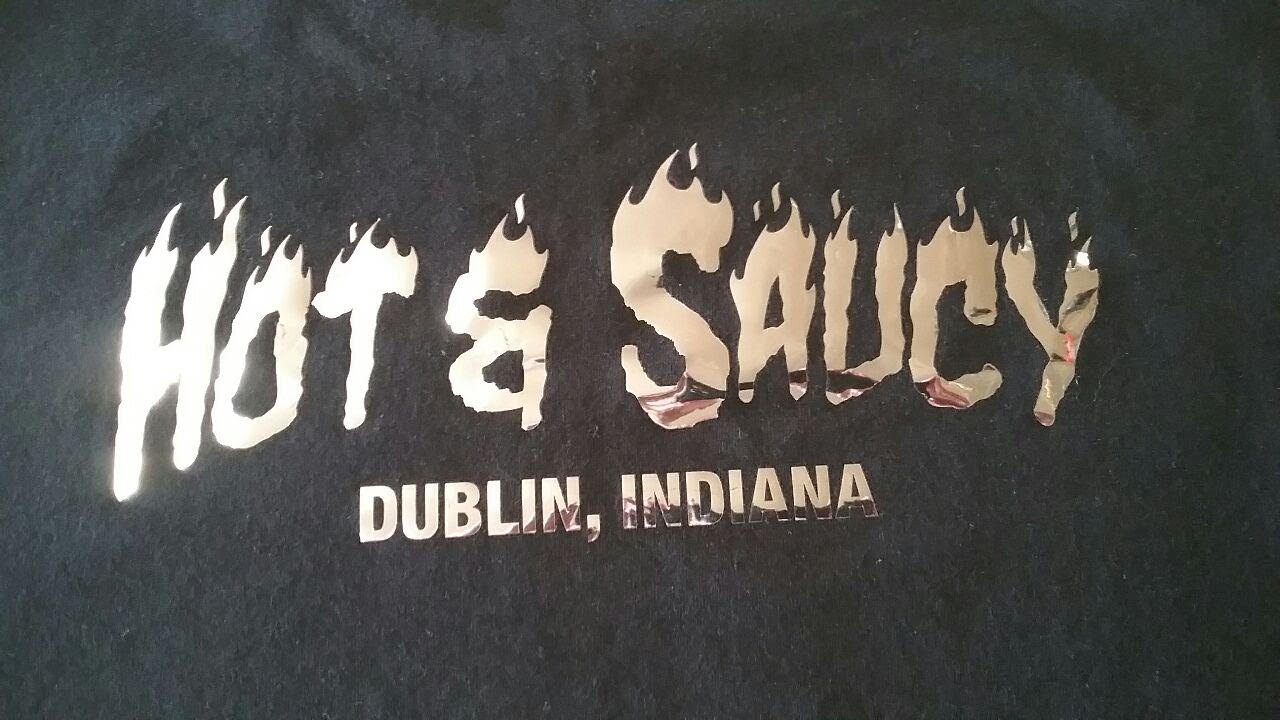 HOT & SAUCY
DUBLIN, INDIANA